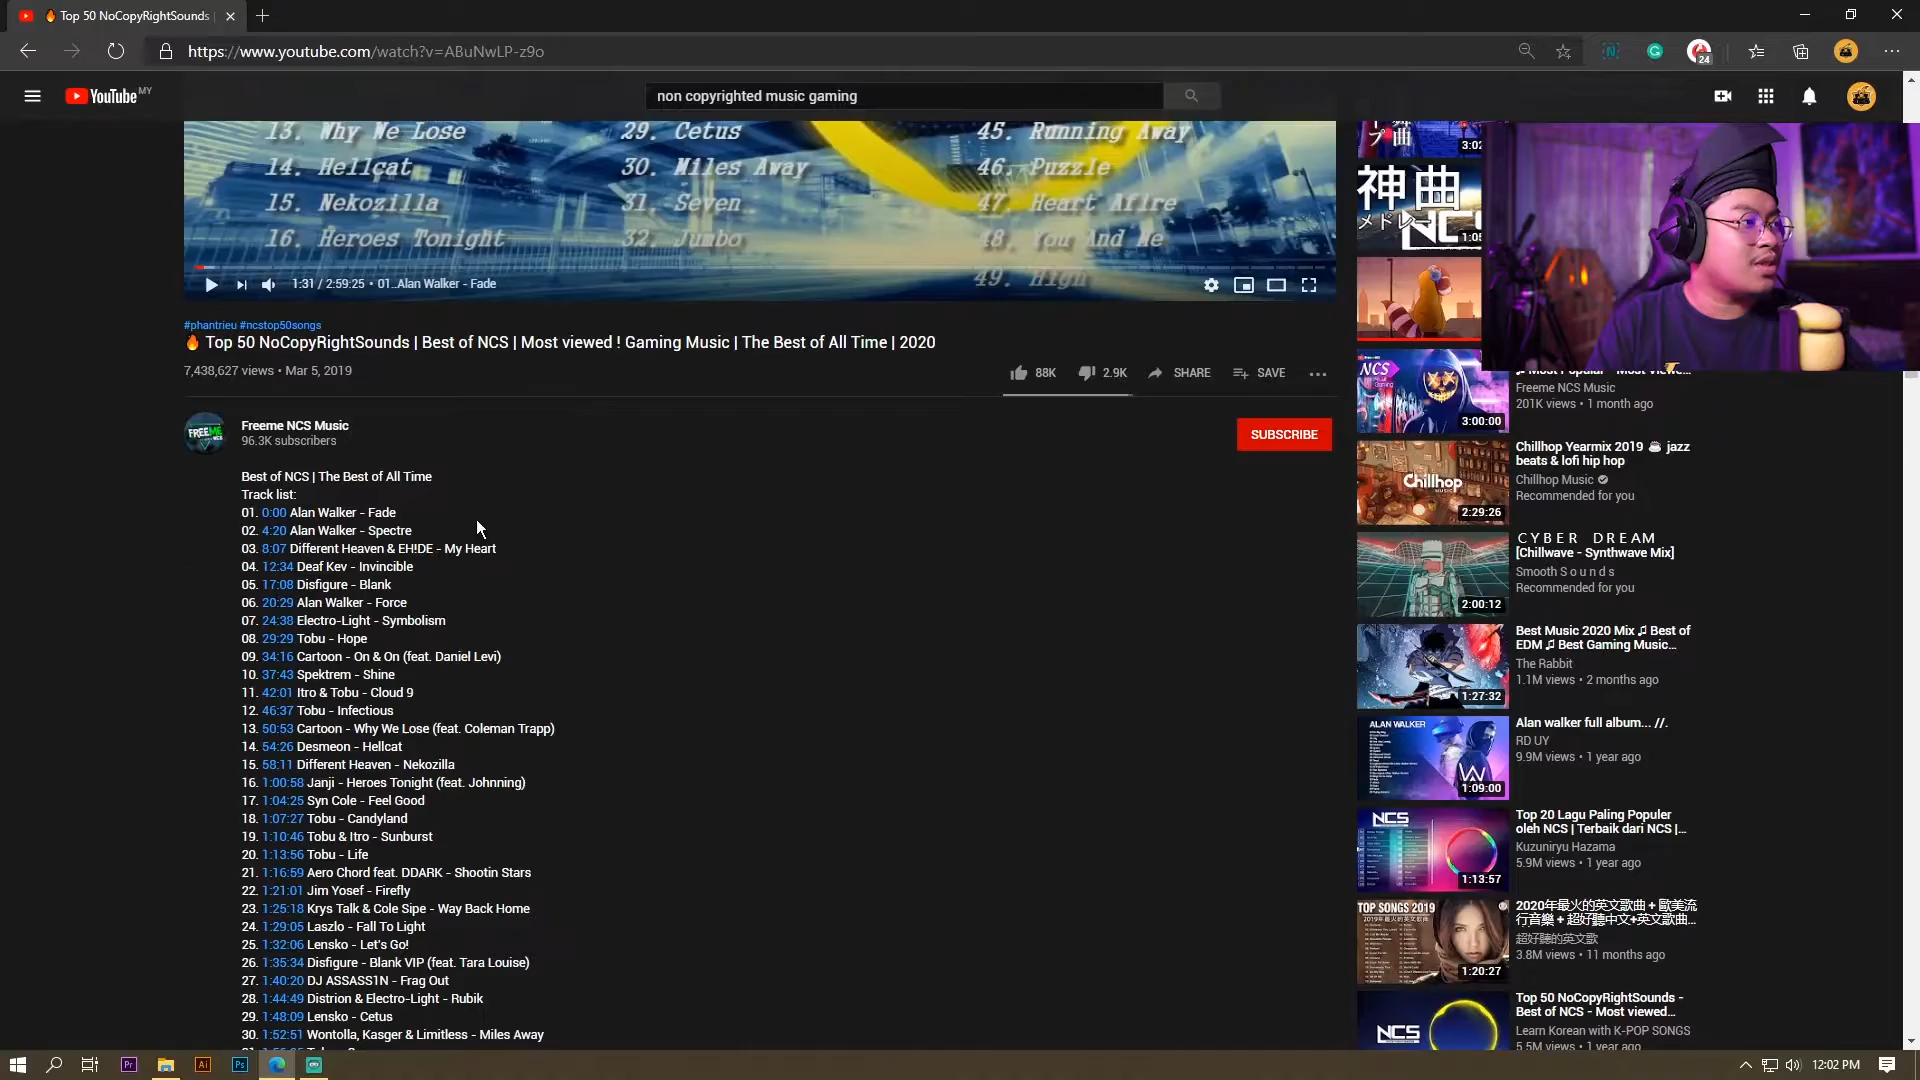 🔥 Top 50 NoCopyRightSounds |
https://www.youtube.com/watch?v=ABuNwLP-z9o
24
YouTube MY
non copyrighted music gaming
13. Why We Lose
29. Cetus
45. Running Away
14. Hellcat
30. Miles Away
46. Puzzle
15. Nekozilla
31. Seven
47. Heart Afire
16. Heroes Tonight
32. Jumbo
48. You And Me
49. High
1:31 / 2:59:25 • 01..Alan Walker - Fade
#phantrieu #ncstop50songs
🔥 Top 50 NoCopyRightSounds | Best of NCS | Most viewed ! Gaming Music | The Best of All Time | 2020
7,438,627 views • Mar 5, 2019
88K
2.9K
SHARE
SAVE
FREEME
Freeme NCS Music
96.3K subscribers
SUBSCRIBE
Best of NCS | The Best of All Time
Track list:
01. 0:00 Alan Walker - Fade
02. 4:20 Alan Walker - Spectre
03. 8:07 Different Heaven & EH!DE - My Heart
04. 12:34 Deaf Kev - Invincible
05. 17:08 Disfigure - Blank
06. 20:29 Alan Walker - Force
07. 24:38 Electro-Light - Symbolism
08. 29:29 Tobu - Hope
09. 34:16 Cartoon - On & On (feat. Daniel Levi)
10. 37:43 Spektrem - Shine
11. 42:01 Itro & Tobu - Cloud 9
12. 46:37 Tobu - Infectious
13. 50:53 Cartoon - Why We Lose (feat. Coleman Trapp)
14. 54:26 Desmeon - Hellcat
15. 58:11 Different Heaven - Nekozilla
16. 1:00:58 Janji - Heroes Tonight (feat. Johnning)
17. 1:04:25 Syn Cole - Feel Good
18. 1:07:27 Tobu - Candyland
19. 1:10:46 Tobu & Itro - Sunburst
20. 1:13:56 Tobu - Life
21. 1:16:59 Aero Chord feat. DDARK - Shootin Stars
22. 1:21:01 Jim Yosef - Firefly
23. 1:25:18 Krys Talk & Cole Sipe - Way Back Home
24. 1:29:05 Laszlo - Fall To Light
25. 1:32:06 Lensko - Let's Go!
26. 1:35:34 Disfigure - Blank VIP (feat. Tara Louise)
27. 1:40:20 DJ ASSASS1N - Frag Out
28. 1:44:49 Distrion & Electro-Light - Rubik
29. 1:48:09 Lensko - Cetus
30. 1:52:51 Wontolla, Kasger & Limitless - Miles Away
プ曲
3:02
神曲
メドレー
NCS
1:05
NCS
3:00:00
Freeme NCS Music
201K views • 1 month ago
Chillhop
MUSIC
2:29:26
Chillhop Yearmix 2019 ☕ jazz
beats & lofi hip hop
Chillhop Music
Recommended for you
2:00:12
C Y B E R   D R E A M
[Chillwave - Synthwave Mix]
Smooth S o u n d s
Recommended for you
1:27:32
Best Music 2020 Mix ♫ Best of
EDM ♫ Best Gaming Music...
The Rabbit
1.1M views • 2 months ago
ALAN WALKER
1:09:00
Alan walker full album... //.
RD UY
9.9M views • 1 year ago
NCS
1:13:57
Top 20 Lagu Paling Populer
oleh NCS | Terbaik dari NCS |...
Kuzuniryu Hazama
5.9M views • 1 year ago
TOP SONGS 2019
1:20:27
2020年最火的英文歌曲 + 歐美流
行音樂 + 超好聽中文+英文歌曲...
超好聽的英文歌
3.8M views • 11 months ago
NCS
Top 50 NoCopyRightSounds -
Best of NCS - Most viewed...
Learn Korean with K-POP SONGS
5.5M views • 1 year ago
Pr
Ai
Ps
12:02 PM